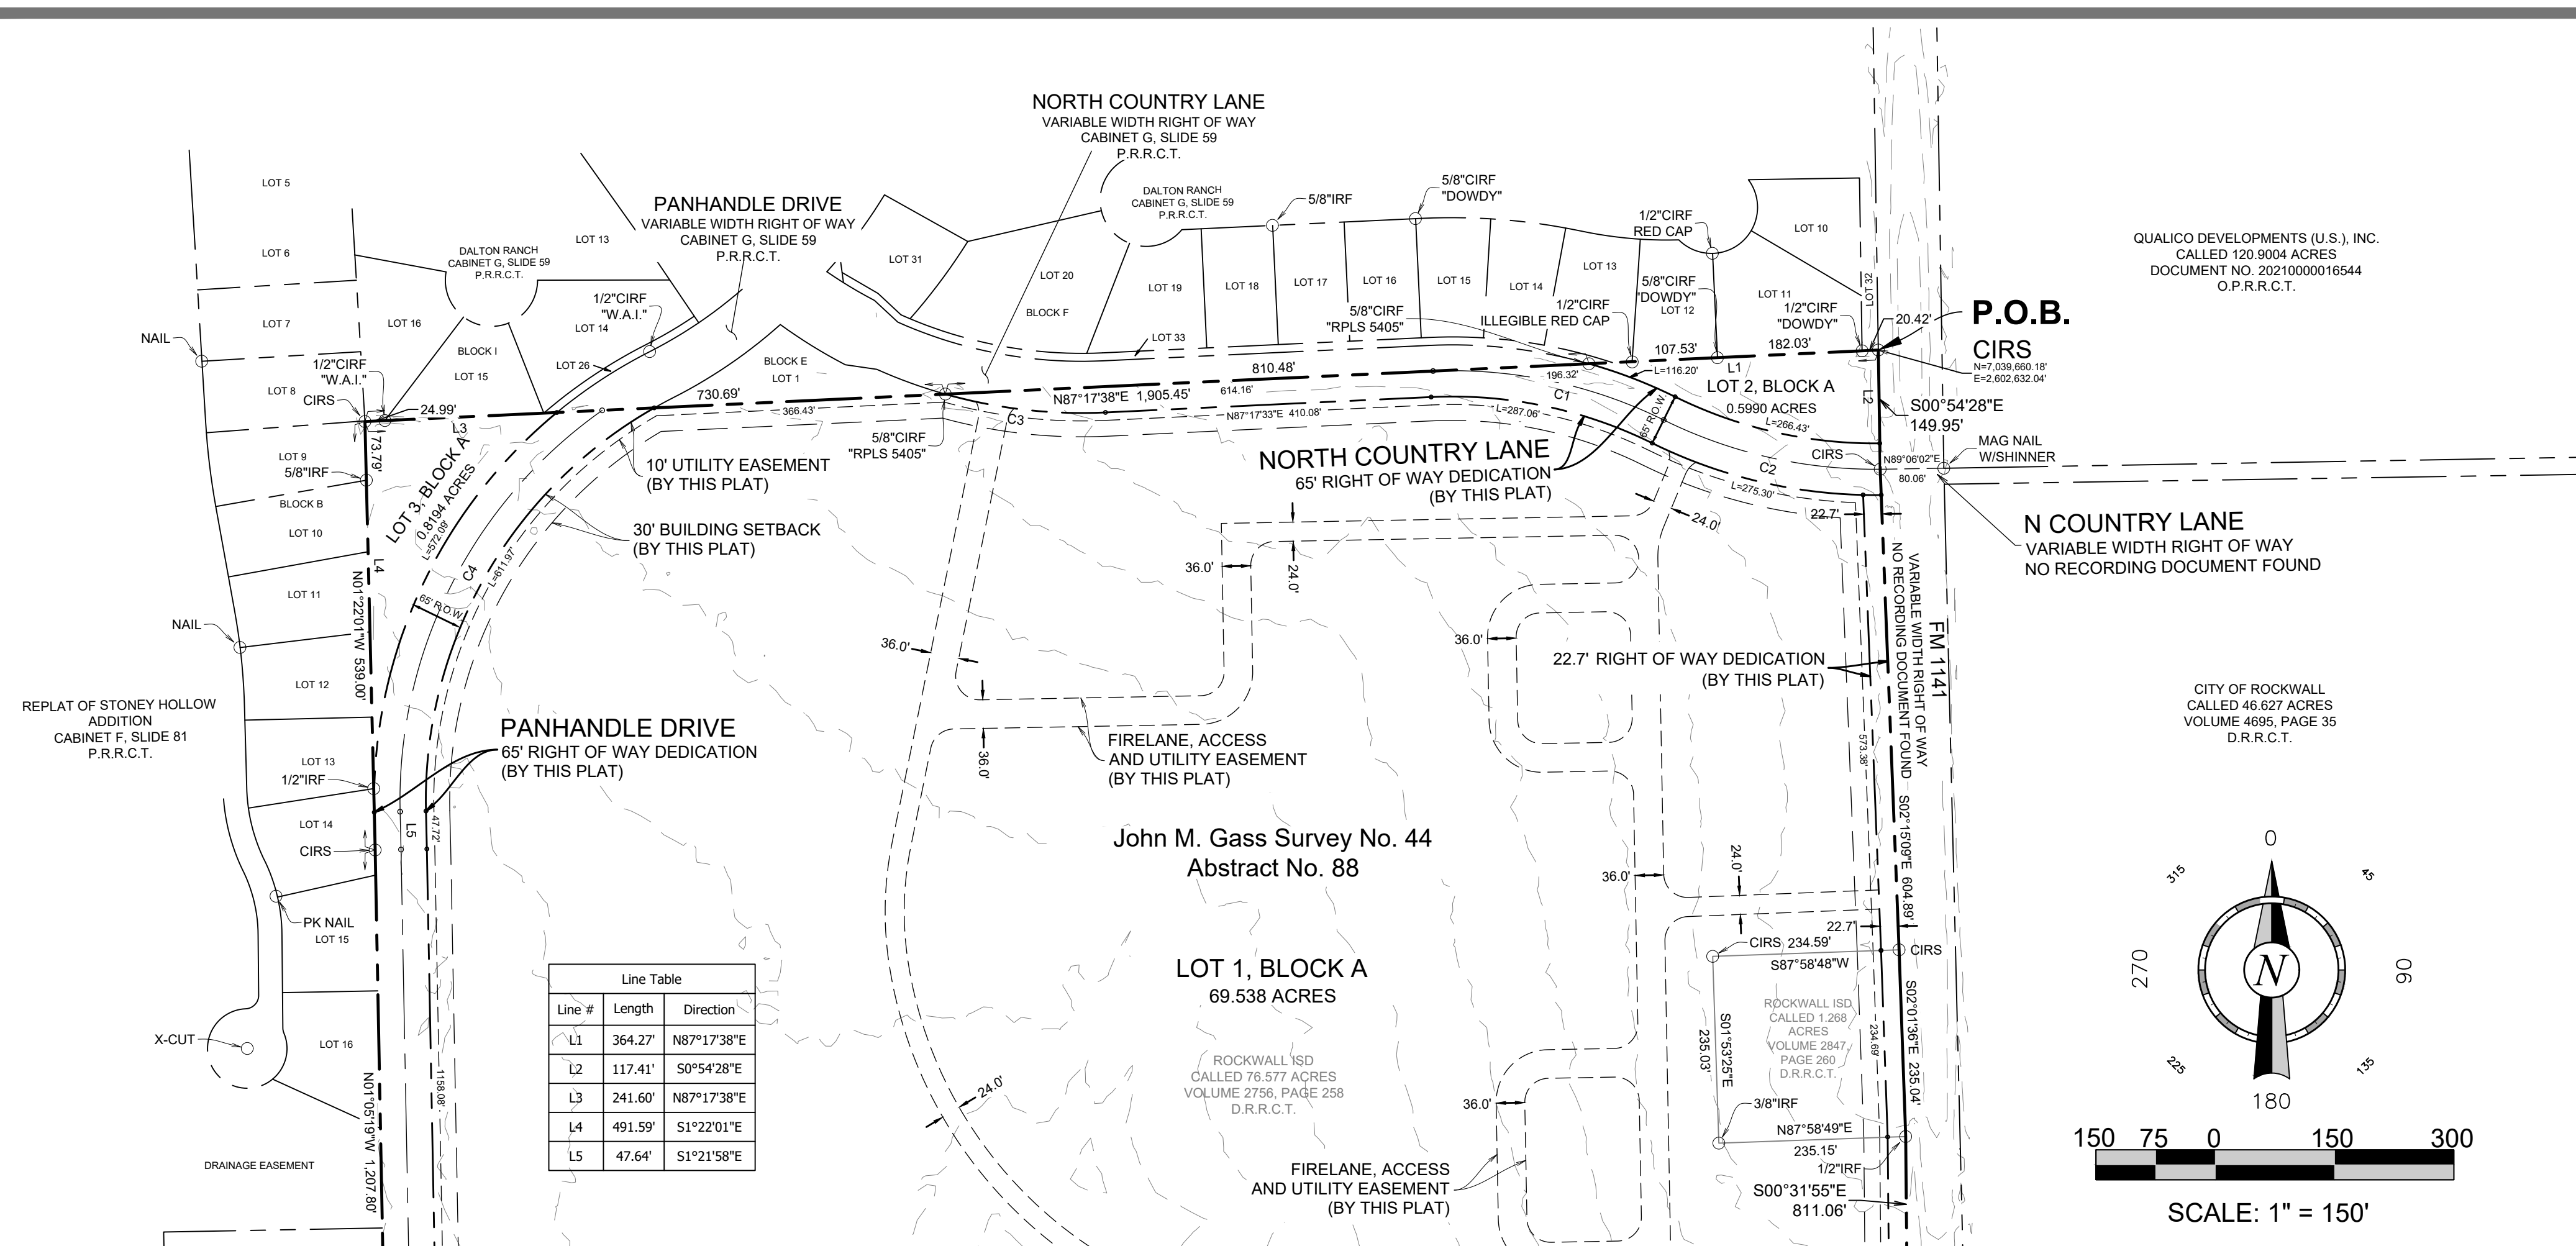 NORTH COUNTRY LANE
VARIABLE WIDTH RIGHT OF WAY
CABINET G, SLIDE 59
P.R.R.C.T.
PANHANDLE DRIVE
VARIABLE WIDTH RIGHT OF WAY
CABINET G, SLIDE 59
P.R.R.C.T.
DALTON RANCH
CABINET G, SLIDE 59
P.R.R.C.T.
DALTON RANCH
CABINET G, SLIDE 59
P.R.R.C.T.
LOT 5
LOT 6
LOT 7
LOT 8
LOT 9
BLOCK B
LOT 10
LOT 11
LOT 12
LOT 13
LOT 14
LOT 15
LOT 16
NAIL
NAIL
PK NAIL
X-CUT
DRAINAGE EASEMENT
REPLAT OF STONEY HOLLOW
ADDITION
CABINET F, SLIDE 81
P.R.R.C.T.
1/2"CIRF
"W.A.I."
CIRS
5/8"IRF
1/2"IRF
CIRS
LOT 16
BLOCK I
LOT 15
LOT 14
LOT 13
LOT 26
1/2"CIRF
"W.A.I."
BLOCK E
LOT 1
LOT 31
LOT 20
BLOCK F
LOT 19
LOT 18
LOT 17
LOT 16
LOT 15
LOT 14
LOT 13
LOT 12
LOT 11
LOT 10
LOT 32
LOT 33
5/8"IRF
5/8"CIRF
"DOWDY"
1/2"CIRF
RED CAP
5/8"CIRF
"RPLS 5405"
1/2"CIRF
ILLEGIBLE RED CAP
5/8"CIRF
"DOWDY"
1/2"CIRF
"DOWDY"
20.42'
P.O.B.
CIRS
N=7,039,660.18'
E=2,602,632.04'
QUALICO DEVELOPMENTS (U.S.), INC.
CALLED 120.9004 ACRES
DOCUMENT NO. 20210000016544
O.P.R.R.C.T.
24.99'
L3
73.79'
730.69'
366.43'
5/8"CIRF
"RPLS 5405"
N87°17'38"E 1,905.45'
810.48'
614.16'
196.32'
C3
N87°17'33"E 410.08'
L=287.06'
C1
L=116.20'
107.53'
182.03'
L1
LOT 2, BLOCK A
0.5990 ACRES
65' R.O.W.
L=266.43'
C2
L=275.30'
L2
S00°54'28"E
149.95'
MAG NAIL
W/SHINNER
CIRS
N89°06'02"E
80.06'
22.7'
N COUNTRY LANE
VARIABLE WIDTH RIGHT OF WAY
NO RECORDING DOCUMENT FOUND
NORTH COUNTRY LANE
65' RIGHT OF WAY DEDICATION
(BY THIS PLAT)
LOT 3, BLOCK A
0.8194 ACRES
L=572.09'
C4
L=611.97'
65' R.O.W.
L4
N01°22'01"W 539.00'
10' UTILITY EASEMENT
(BY THIS PLAT)
30' BUILDING SETBACK
(BY THIS PLAT)
PANHANDLE DRIVE
65' RIGHT OF WAY DEDICATION
(BY THIS PLAT)
47.72'
L5
1158.08'
N01°05'19"W 1,207.80'
36.0'
24.0'
24.0'
36.0'
36.0'
36.0'
FIRELANE, ACCESS
AND UTILITY EASEMENT
(BY THIS PLAT)
22.7' RIGHT OF WAY DEDICATION
(BY THIS PLAT)
FM 1141
VARIABLE WIDTH RIGHT OF WAY
NO RECORDING DOCUMENT FOUND
573.38'
S02°15'09"E 604.89'
CITY OF ROCKWALL
CALLED 46.627 ACRES
VOLUME 4695, PAGE 35
D.R.R.C.T.
John M. Gass Survey No. 44
Abstract No. 88
36.0'
24.0'
22.7'
LOT 1, BLOCK A
69.538 ACRES
ROCKWALL ISD
CALLED 76.577 ACRES
VOLUME 2756, PAGE 258
D.R.R.C.T.
24.0'
36.0'
CIRS
234.59'
S87°58'48"W
CIRS
ROCKWALL ISD
CALLED 1.268
ACRES
VOLUME 2847,
PAGE 260
D.R.R.C.T.
S01°53'25"E
235.03'
234.69'
S02°01'36"E 235.04'
3/8"IRF
N87°58'49"E
235.15'
1/2"IRF
S00°31'55"E
811.06'
FIRELANE, ACCESS
AND UTILITY EASEMENT
(BY THIS PLAT)
Line Table
Line # Length Direction
L1 364.27' N87°17'38"E
L2 117.41' S0°54'28"E
L3 241.60' N87°17'38"E
L4 491.59' S1°22'01"E
L5 47.64' S1°21'58"E
0
45
90
135
180
225
270
315
N
150 75 0 150 300
SCALE: 1" = 150'